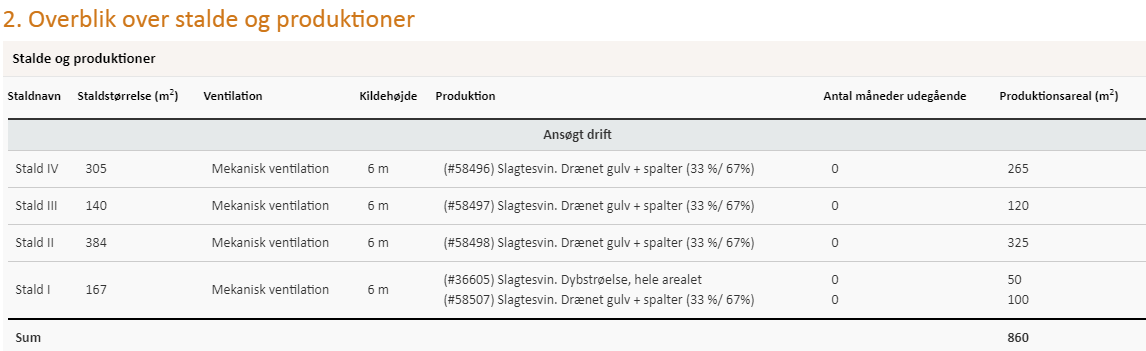 2. Overblik over stalde og produktioner
Stalde og produktioner
Staldnavn Staldstørrelse (m²) Ventilation Kildehøjde Produktion Antal måneder udegående Produktionsareal (m²)
Ansøgt drift
Stald IV 305 Mekanisk ventilation 6 m (#58496) Slagtesvin. Drænet gulv + spalter (33 %/ 67%) 0 265
Stald III 140 Mekanisk ventilation 6 m (#58497) Slagtesvin. Drænet gulv + spalter (33 %/ 67%) 0 120
Stald II 384 Mekanisk ventilation 6 m (#58498) Slagtesvin. Drænet gulv + spalter (33 %/ 67%) 0 325
Stald I 167 Mekanisk ventilation 6 m (#36605) Slagtesvin. Dybstrøelse, hele arealet 0 50
(#58507) Slagtesvin. Drænet gulv + spalter (33 %/ 67%) 0 100
Sum 860